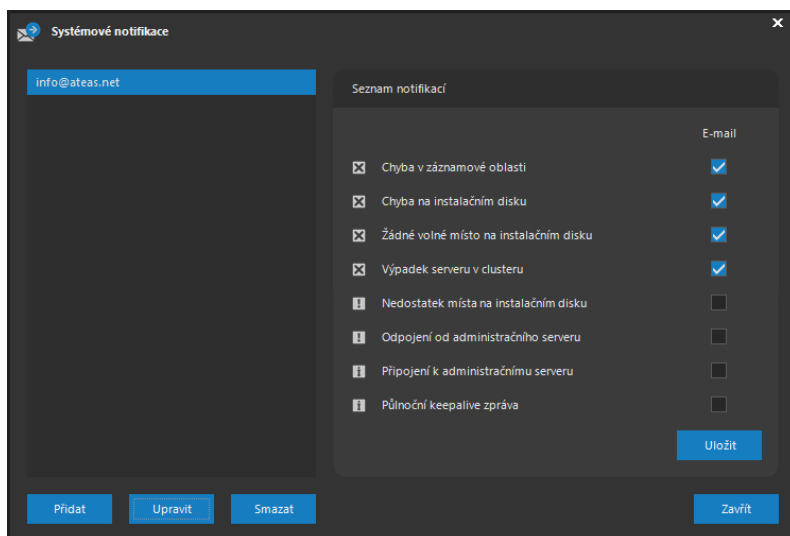 Systémové notifikace
info@ateas.net
Seznam notifikací
E-mail
Chyba v záznamové oblasti
Chyba na instalačním disku
Žádné volné místo na instalačním disku
Výpadek serveru v clusteru
Nedostatek místa na instalačním disku
Odpojení od administračního serveru
Připojení k administračnímu serveru
Půlnoční keepalive zpráva
Uložit
Přidat Upravit Smazat Zavřít